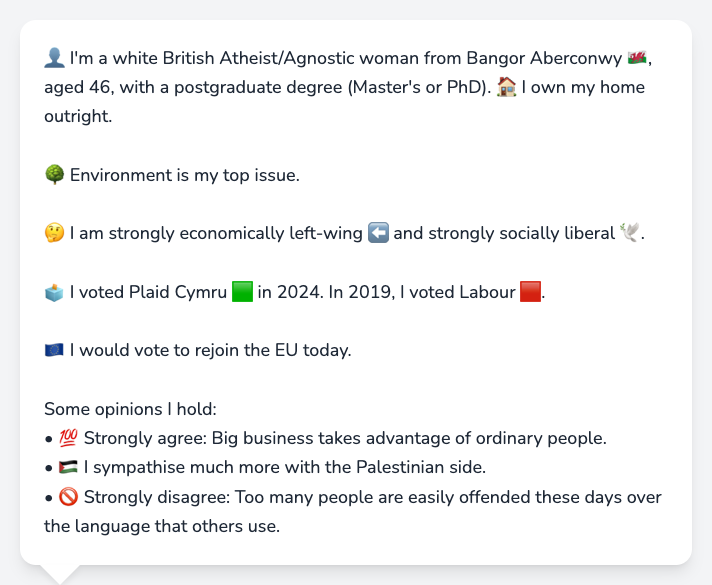 👤 I'm a white British Atheist/Agnostic woman from Bangor Aberconwy 🏴󠁧󠁢󠁷󠁬󠁳󠁿,
aged 46, with a postgraduate degree (Master's or PhD). 🏠 I own my home
outright.
🌳 Environment is my top issue.
🤔 I am strongly economically left-wing ⬅️ and strongly socially liberal 🕊️.
🗳️ I voted Plaid Cymru 🟩 in 2024. In 2019, I voted Labour 🟥.
🇪🇺 I would vote to rejoin the EU today.
Some opinions I hold:
• 💯 Strongly agree: Big business takes advantage of ordinary people.
• 🇵🇸 I sympathise much more with the Palestinian side.
• 🚫 Strongly disagree: Too many people are easily offended these days over
the language that others use.